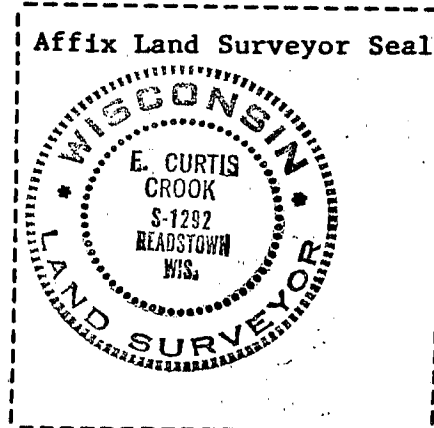 Affix Land Surveyor Seal
WISCONSIN
E. CURTIS
CROOK
S-1292
READSTOWN
WIS.
LAND SURVEYOR